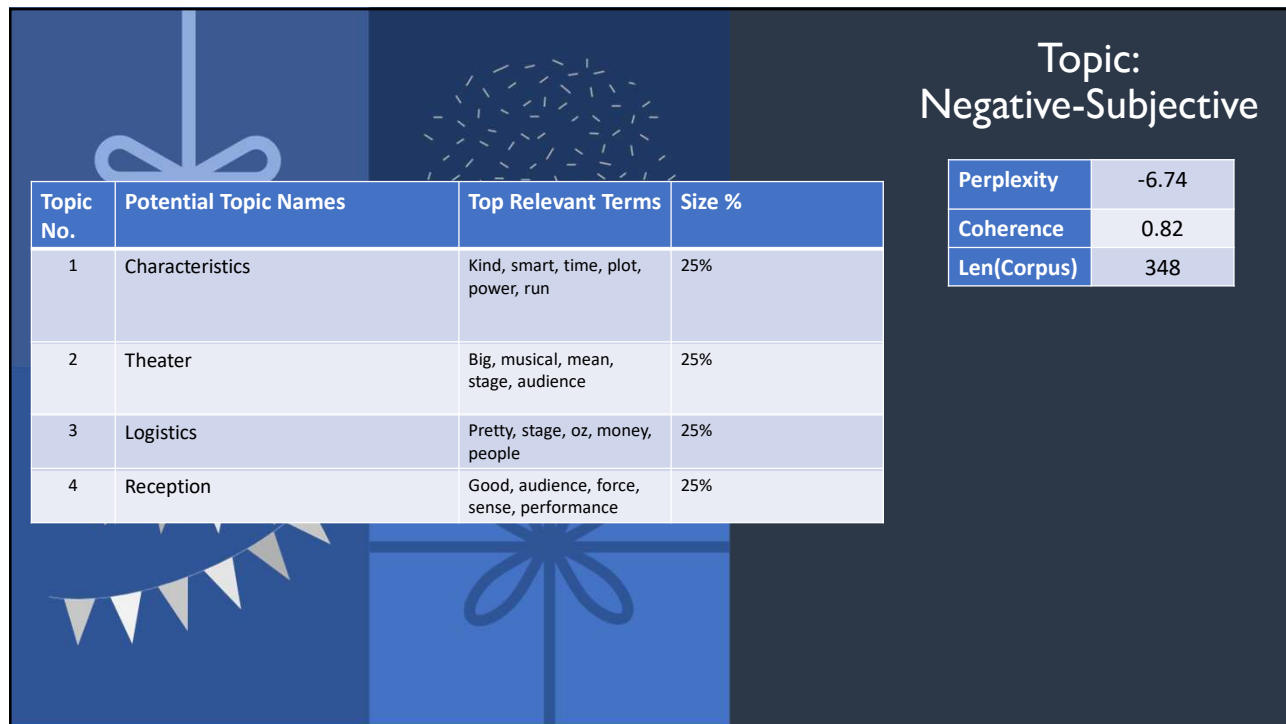 Topic:
Negative-Subjective
Topic No. Potential Topic Names Top Relevant Terms Size %
1 Characteristics Kind, smart, time, plot, power, run 25%
2 Theater Big, musical, mean, stage, audience 25%
3 Logistics Pretty, stage, oz, money, people 25%
4 Reception Good, audience, force, sense, performance 25%
Perplexity -6.74
Coherence 0.82
Len(Corpus) 348